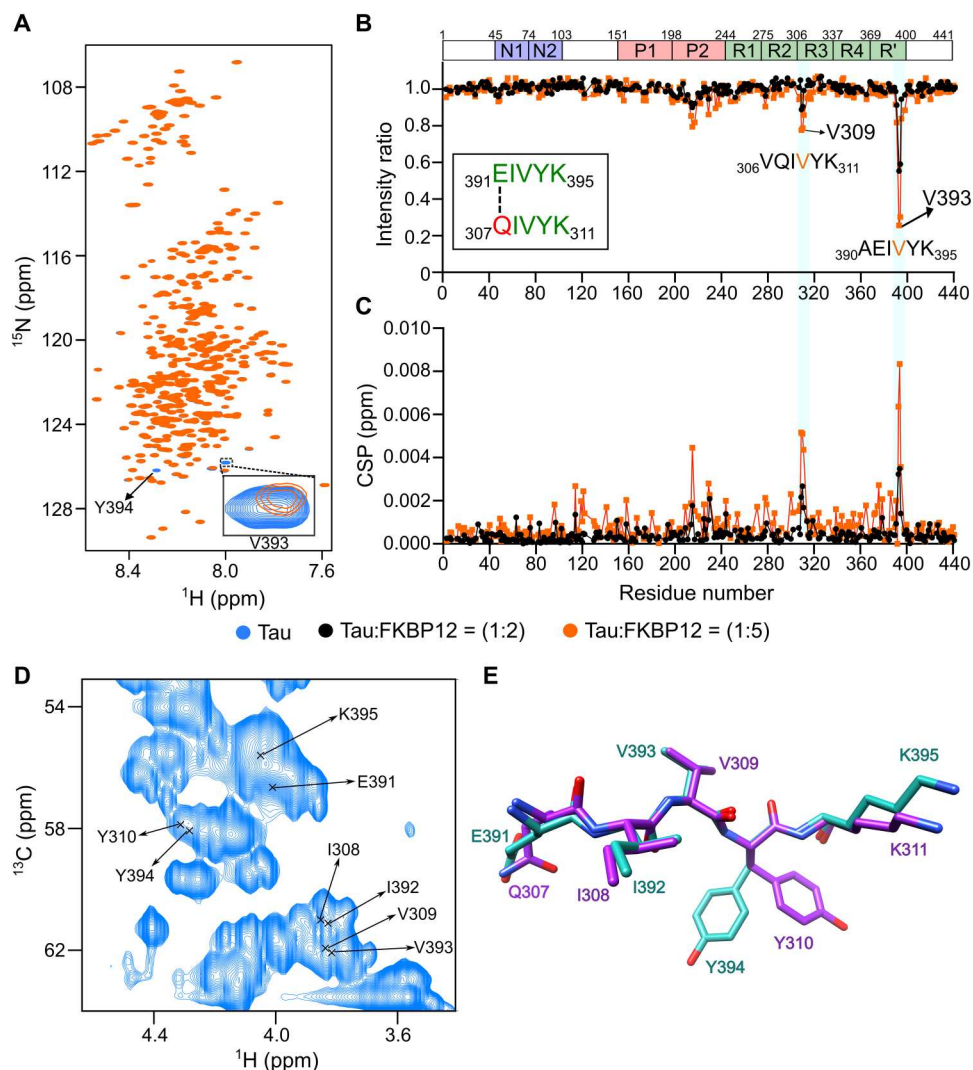 A
¹⁵N (ppm)
108
112
116
120
124
128
Y394
V393
8.4
8.0
7.6
¹H (ppm)
B
1
45
74
103
151
198
244
275
306
337
369
400
441
N1
N2
P1
P2
R1
R2
R3
R4
R'
Intensity ratio
1.0
0.8
0.6
0.4
0.2
0
V309
₃₀₆VQIVYK₃₁₁
V393
₃₉₀AEIVYK₃₉₅
₃₉₁EIVYK₃₉₅
₃₀₇QIVYK₃₁₁
0 40 80 120 160 200 240 280 320 360 400 440
C
CSP (ppm)
0.010
0.008
0.006
0.004
0.002
0.000
0 40 80 120 160 200 240 280 320 360 400 440
Residue number
Tau
Tau:FKBP12 = (1:2)
Tau:FKBP12 = (1:5)
D
¹³C (ppm)
54
58
62
K395
E391
Y310
Y394
I308
I392
V309
V393
4.4
4.0
3.6
¹H (ppm)
E
V393
V309
K395
E391
Q307
I308
I392
K311
Y310
Y394